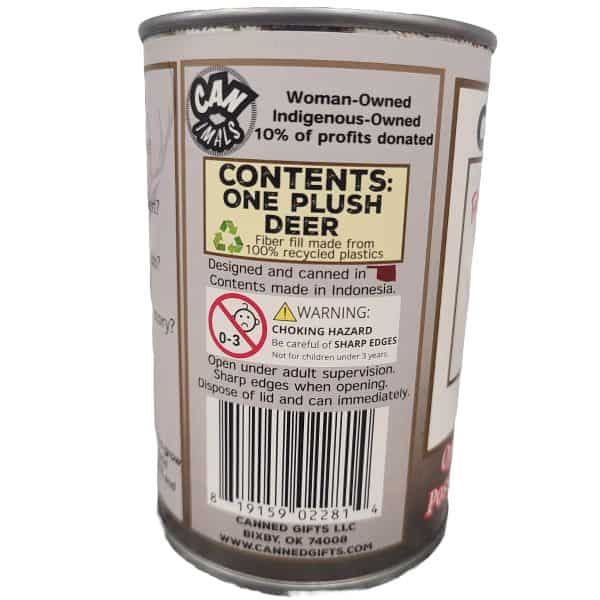 CAN
IMALS
Woman-Owned
Indigenous-Owned
10% of profits donated
CONTENTS:
ONE PLUSH
DEER
Fiber fill made from
100% recycled plastics
Designed and canned in
Contents made in Indonesia.
0-3
WARNING:
CHOKING HAZARD
Be careful of SHARP EDGES
Not for children under 3 years.
Open under adult supervision.
Sharp edges when opening.
Dispose of lid and can immediately.
8 19159 02281 4
CANNED GIFTS LLC
BIXBY, OK 74008
WWW.CANNEDGIFTS.COM